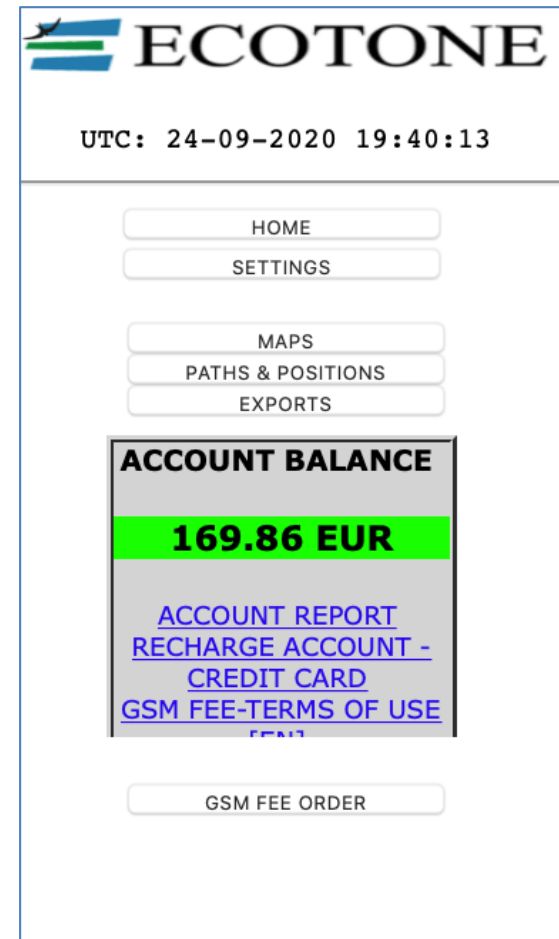 ECOTONE
UTC: 24-09-2020 19:40:13
HOME
SETTINGS
MAPS
PATHS & POSITIONS
EXPORTS
ACCOUNT BALANCE
169.86 EUR
ACCOUNT REPORT
RECHARGE ACCOUNT -
CREDIT CARD
GSM FEE-TERMS OF USE
[EN]
GSM FEE ORDER